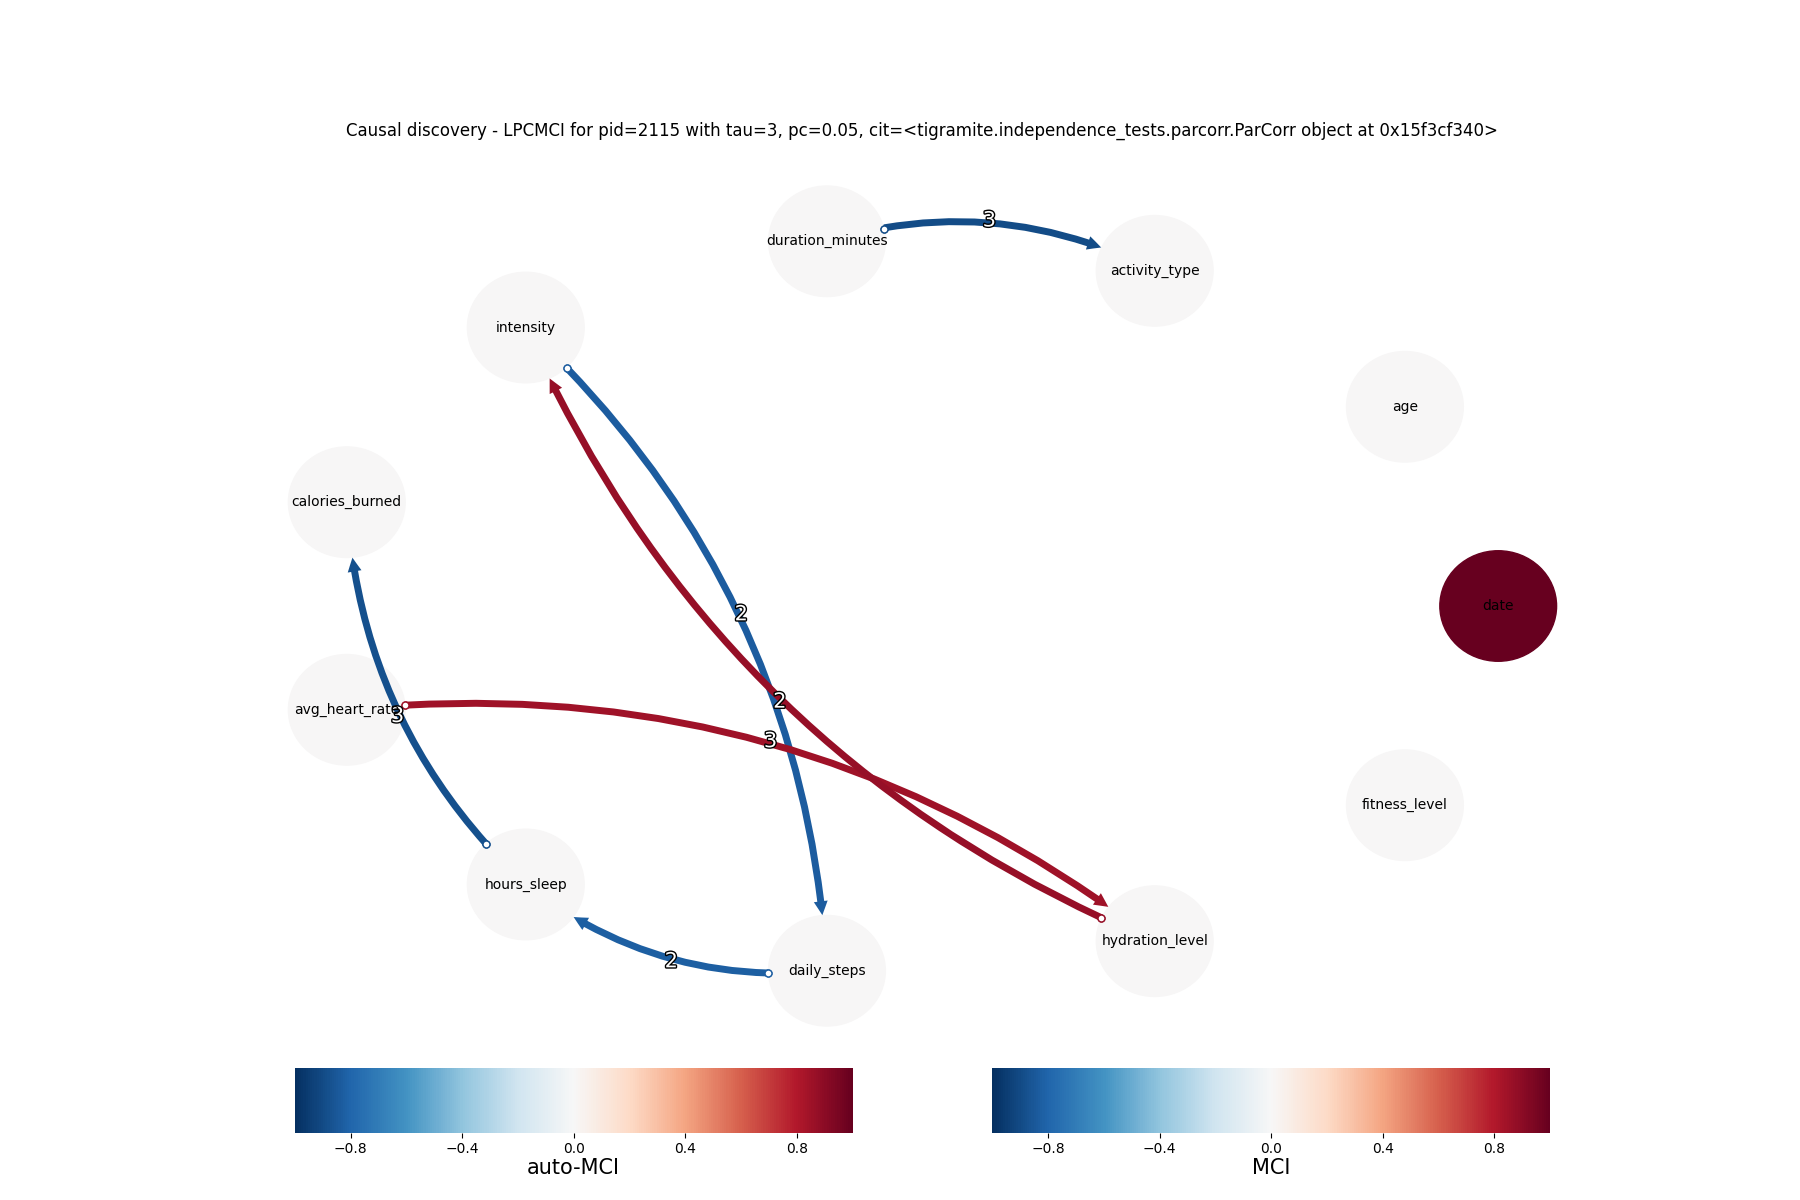 Causal discovery - LPCMCI for pid=2115 with tau=3, pc=0.05, cit=<tigramite.independence_tests.parcorr.ParCorr object at 0x15f3cf340>
3
duration_minutes
activity_type
intensity
age
calories_burned
date
2
2
avg_heart_rate
3
3
fitness_level
hours_sleep
hydration_level
2
daily_steps
−0.8 −0.4 0.0 0.4 0.8
auto-MCI
−0.8 −0.4 0.0 0.4 0.8
MCI